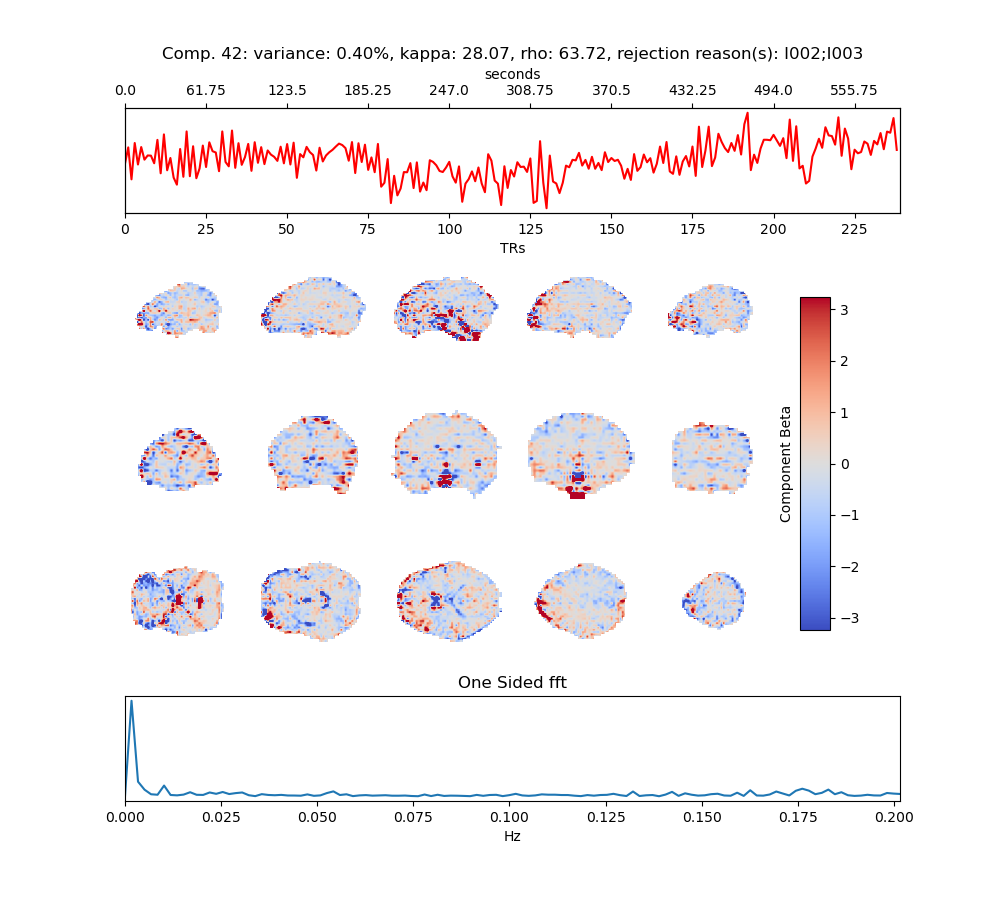 Comp. 42: variance: 0.40%, kappa: 28.07, rho: 63.72, rejection reason(s): I002;I003
seconds
0.0 61.75 123.5 185.25 247.0 308.75 370.5 432.25 494.0 555.75
0 25 50 75 100 125 150 175 200 225
TRs
3
2
1
0
−1
−2
−3
Component Beta
One Sided fft
0.000 0.025 0.050 0.075 0.100 0.125 0.150 0.175 0.200
Hz